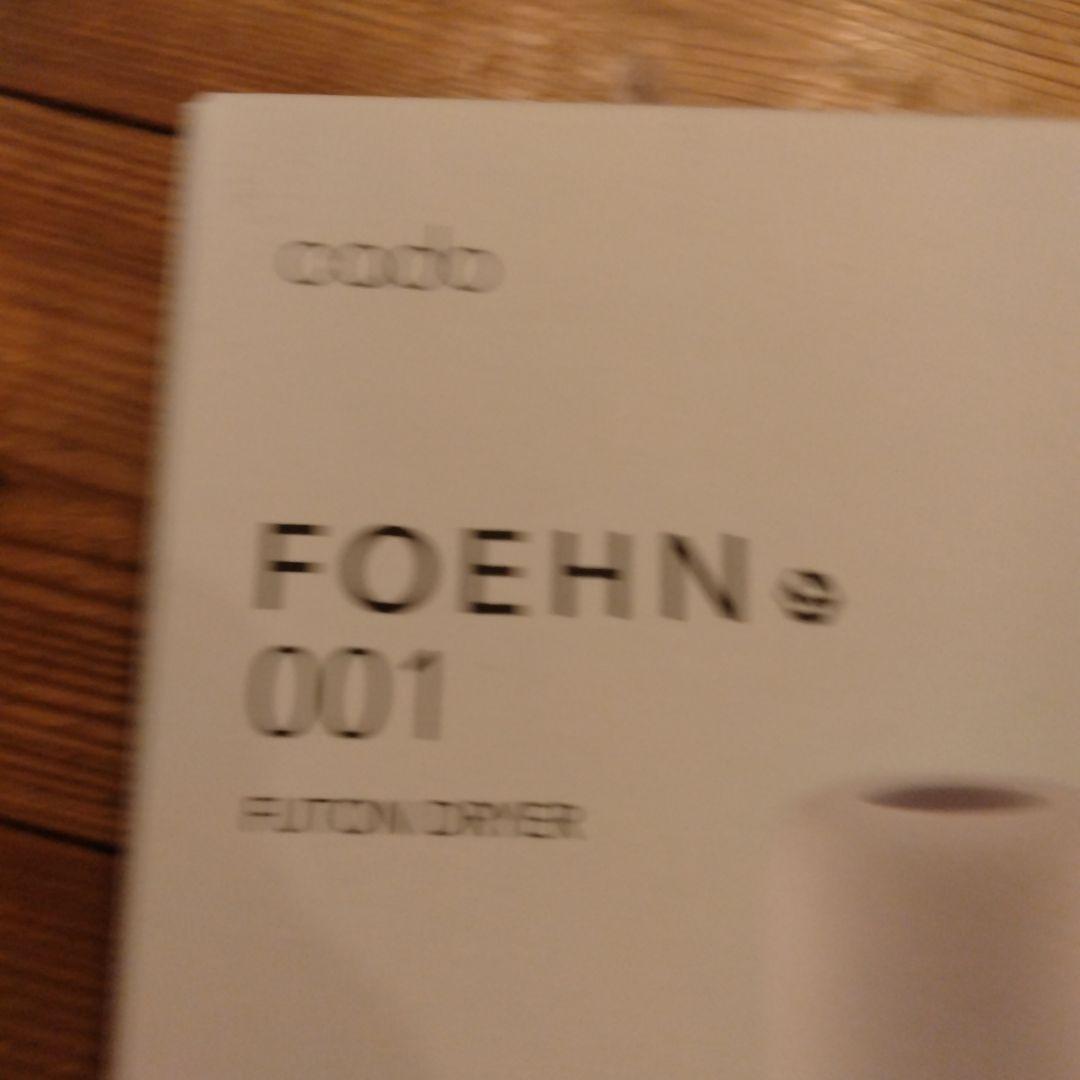 cado
FOEHN e
001
FUTON DRYER